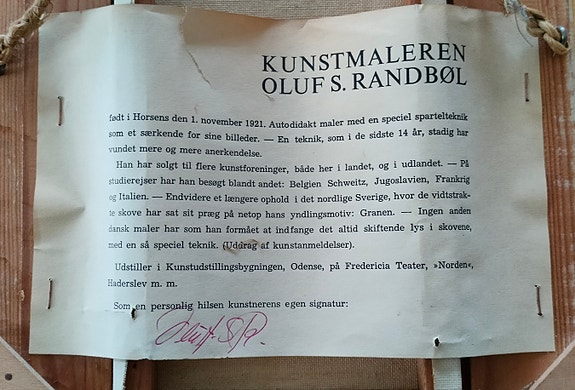 KUNSTMALEREN
OLUF S. RANDBØL
født i Horsens den 1. november 1921. Autodidakt maler med en speciel spartelteknik
som et særkende for sine billeder. — En teknik, som i de sidste 14 år, stadig har
vundet mere og mere anerkendelse.
Han har solgt til flere kunstforeninger, både her i landet, og i udlandet. — På
studierejser har han besøgt blandt andet: Belgien Schweitz, Jugoslavien, Frankrig
og Italien. — Endvidere et længere ophold i det nordlige Sverige, hvor de vidtstrak-
te skove har sat sit præg på netop hans yndlingsmotiv: Granen. — Ingen anden
dansk maler har som han formået at indfange det altid skiftende lys i skovene,
med en så speciel teknik. (Uddrag af kunstanmeldelser).
Udstiller i Kunstudstillingsbygningen, Odense, på Fredericia Teater, »Norden«,
Haderslev m. m.
Som en personlig hilsen kunstnerens egen signatur: